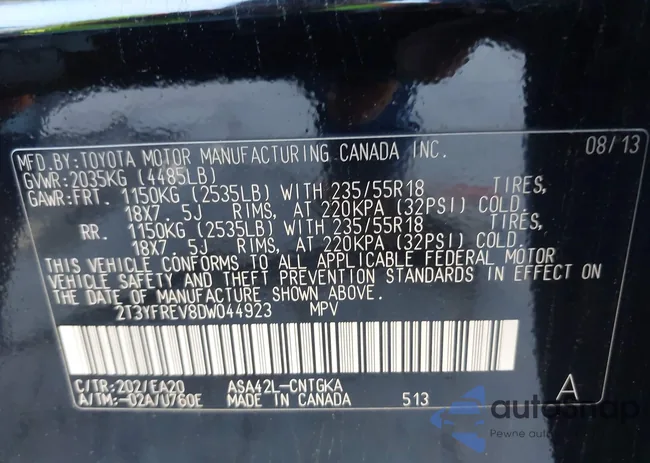 MFD.BY:TOYOTA MOTOR MANUFACTURING CANADA INC. 08/13
GVWR:2035KG (4485LB)
GAWR:FRT. 1150KG (2535LB) WITH 235/55R18 TIRES,
18X7.5J RIMS, AT 220KPA (32PSI) COLD.
RR. 1150KG (2535LB) WITH 235/55R18 TIRES,
18X7.5J RIMS, AT 220KPA (32PSI) COLD.
THIS VEHICLE CONFORMS TO ALL APPLICABLE FEDERAL MOTOR
VEHICLE SAFETY AND THEFT PREVENTION STANDARDS IN EFFECT ON
THE DATE OF MANUFACTURE SHOWN ABOVE.
2T3YFREV8DW044923 MPV
C/TR:202/EA20 ASA42L-CNTGKA A
A/TM:-02A/U760E MADE IN CANADA 513
autosnap
Pewne auto